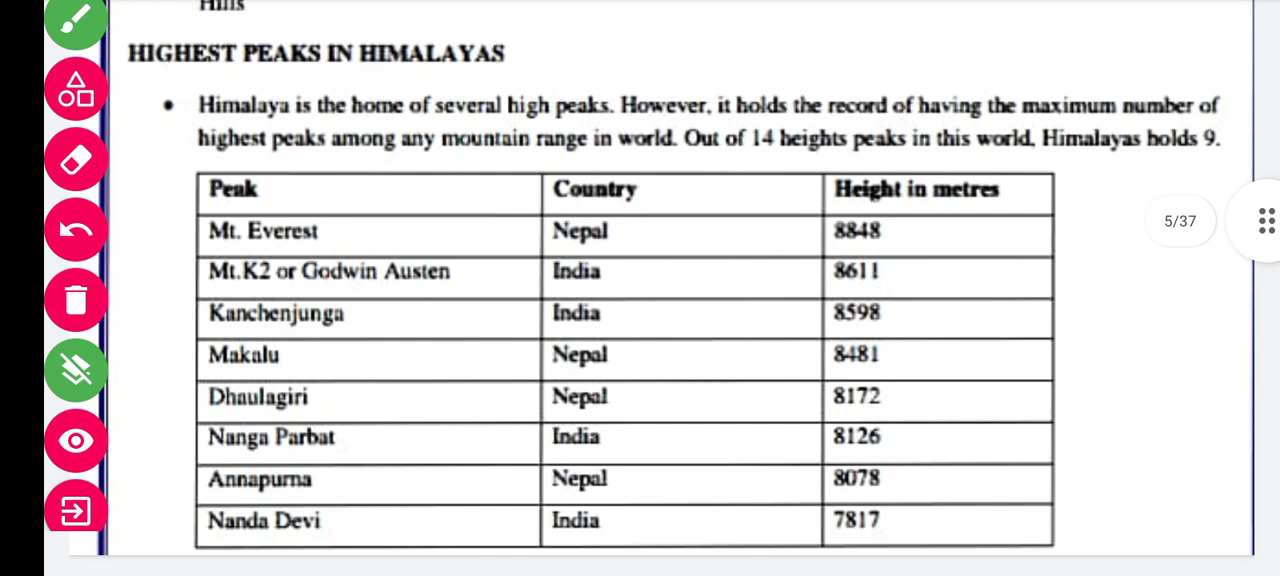 Hills
HIGHEST PEAKS IN HIMALAYAS
• Himalaya is the home of several high peaks. However, it holds the record of having the maximum number of
highest peaks among any mountain range in world. Out of 14 heights peaks in this world, Himalayas holds 9.
Peak Country Height in metres
Mt. Everest Nepal 8848
Mt.K2 or Godwin Austen India 8611
Kanchenjunga India 8598
Makalu Nepal 8481
Dhaulagiri Nepal 8172
Nanga Parbat India 8126
Annapurna Nepal 8078
Nanda Devi India 7817
5/37